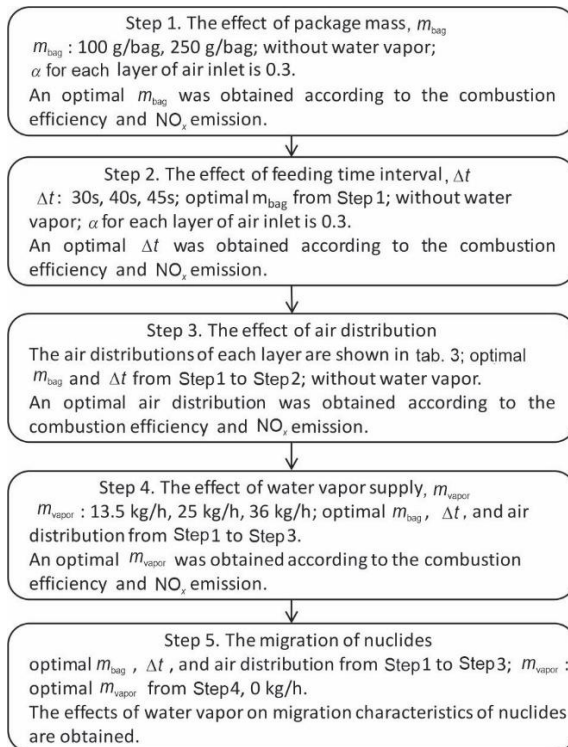 Step 1. The effect of package mass, m_bag
m_bag : 100 g/bag, 250 g/bag; without water vapor;
α for each layer of air inlet is 0.3.
An optimal m_bag was obtained according to the combustion
efficiency and NO_x emission.
Step 2. The effect of feeding time interval, Δt
Δt: 30s, 40s, 45s; optimal m_bag from Step1; without water
vapor; α for each layer of air inlet is 0.3.
An optimal Δt was obtained according to the combustion
efficiency and NO_x emission.
Step 3. The effect of air distribution
The air distributions of each layer are shown in tab. 3; optimal
m_bag and Δt from Step1 to Step2; without water vapor.
An optimal air distribution was obtained according to the
combustion efficiency and NO_x emission.
Step 4. The effect of water vapor supply, m_vapor
m_vapor : 13.5 kg/h, 25 kg/h, 36 kg/h; optimal m_bag, Δt, and air
distribution from Step1 to Step3.
An optimal m_vapor was obtained according to the combustion
efficiency and NO_x emission.
Step 5. The migration of nuclides
optimal m_bag , Δt , and air distribution from Step1 to Step3; m_vapor :
optimal m_vapor from Step4, 0 kg/h.
The effects of water vapor on migration characteristics of nuclides
are obtained.